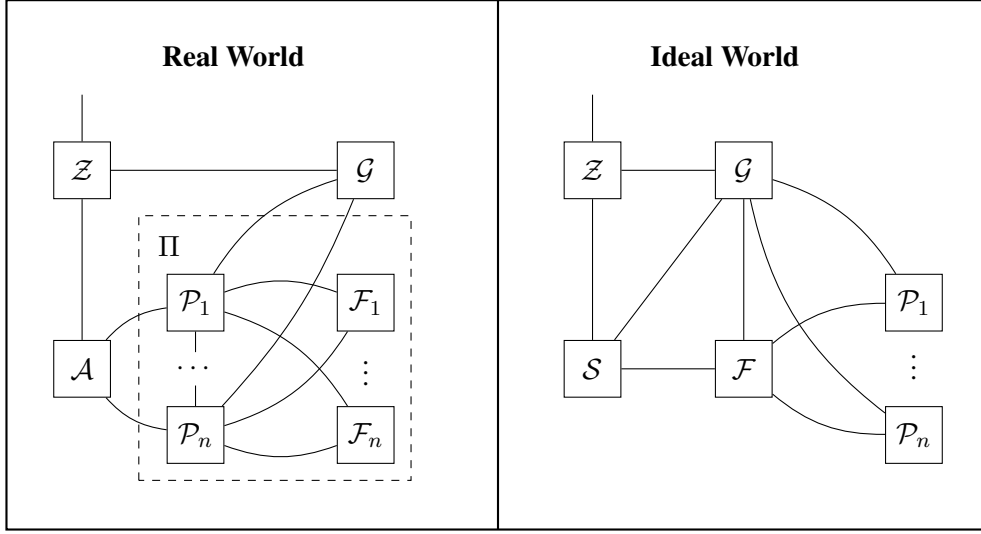 Real World
𝒵
𝒢
Π
𝒫₁
ℱ₁
𝒜
⋯
⋮
𝒫ₙ
ℱₙ
Ideal World
𝒵
𝒢
𝒫₁
𝒮
ℱ
⋮
𝒫ₙ